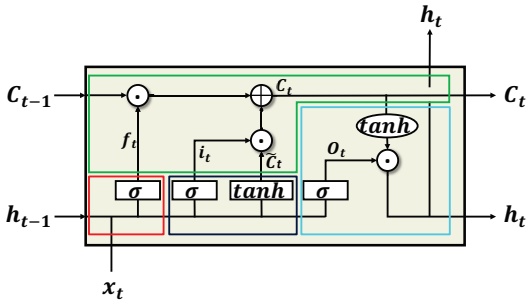 h_t
C_{t-1} C_t C_t
tanh
f_t i_t C̃_t O_t
σ σ tanh σ
h_{t-1} h_t
x_t